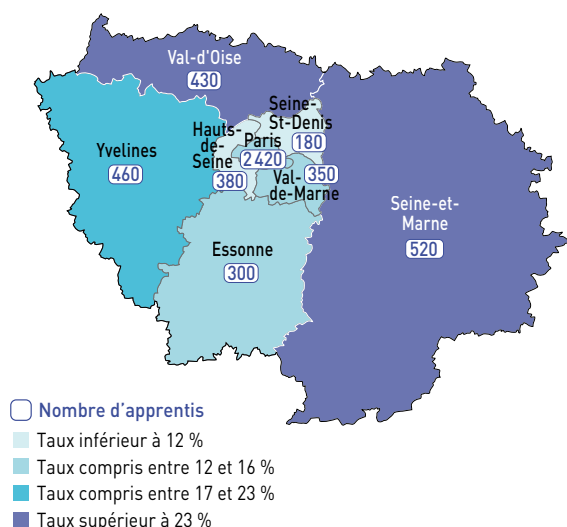 Val-d'Oise
430
Seine-
St-Denis
180
Hauts-
de-
Seine
380
Paris
2 420
Yvelines
460
350
Val-
de-Marne
Seine-et-
Marne
520
Essonne
300
Nombre d'apprentis
Taux inférieur à 12 %
Taux compris entre 12 et 16 %
Taux compris entre 17 et 23 %
Taux supérieur à 23 %